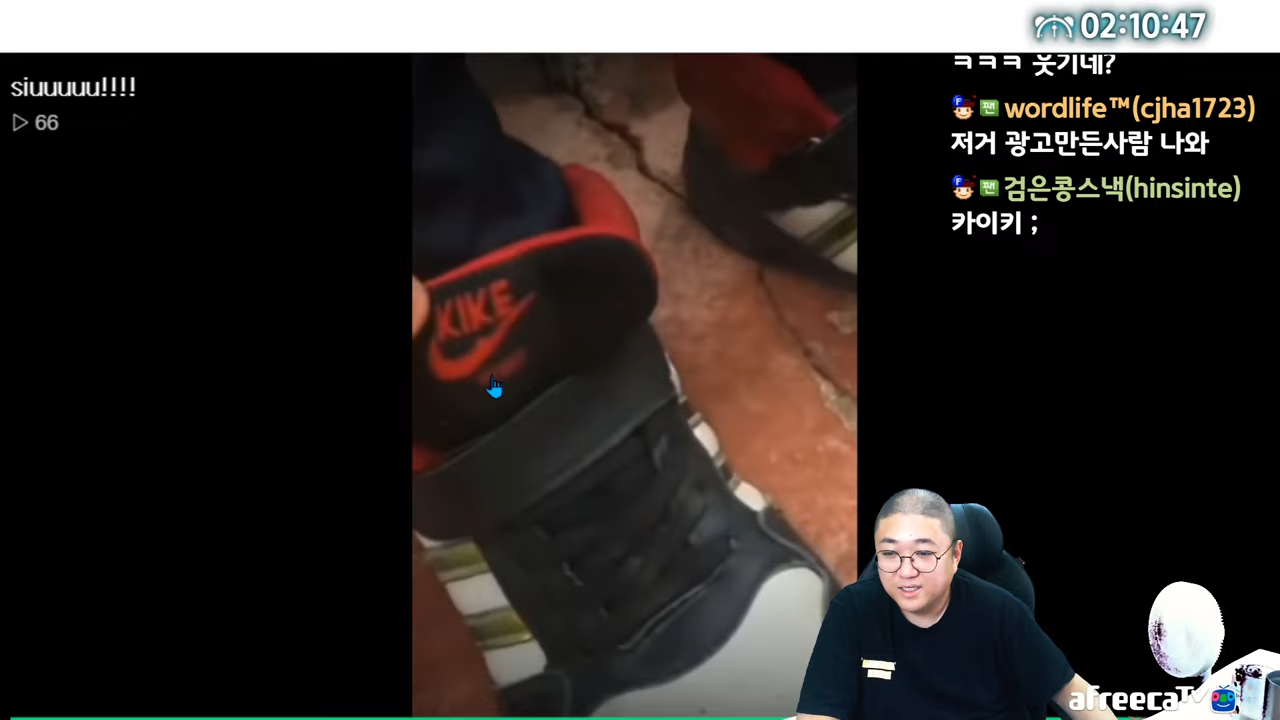 02:10:47
siuuuuu!!!!
66
ㅋㅋㅋ 웃기네?
wordlife™(cjha1723)
저거 광고만든사람 나와
검은콩스낵(hinsinte)
카이키 ;
KIKE
afreecaTV